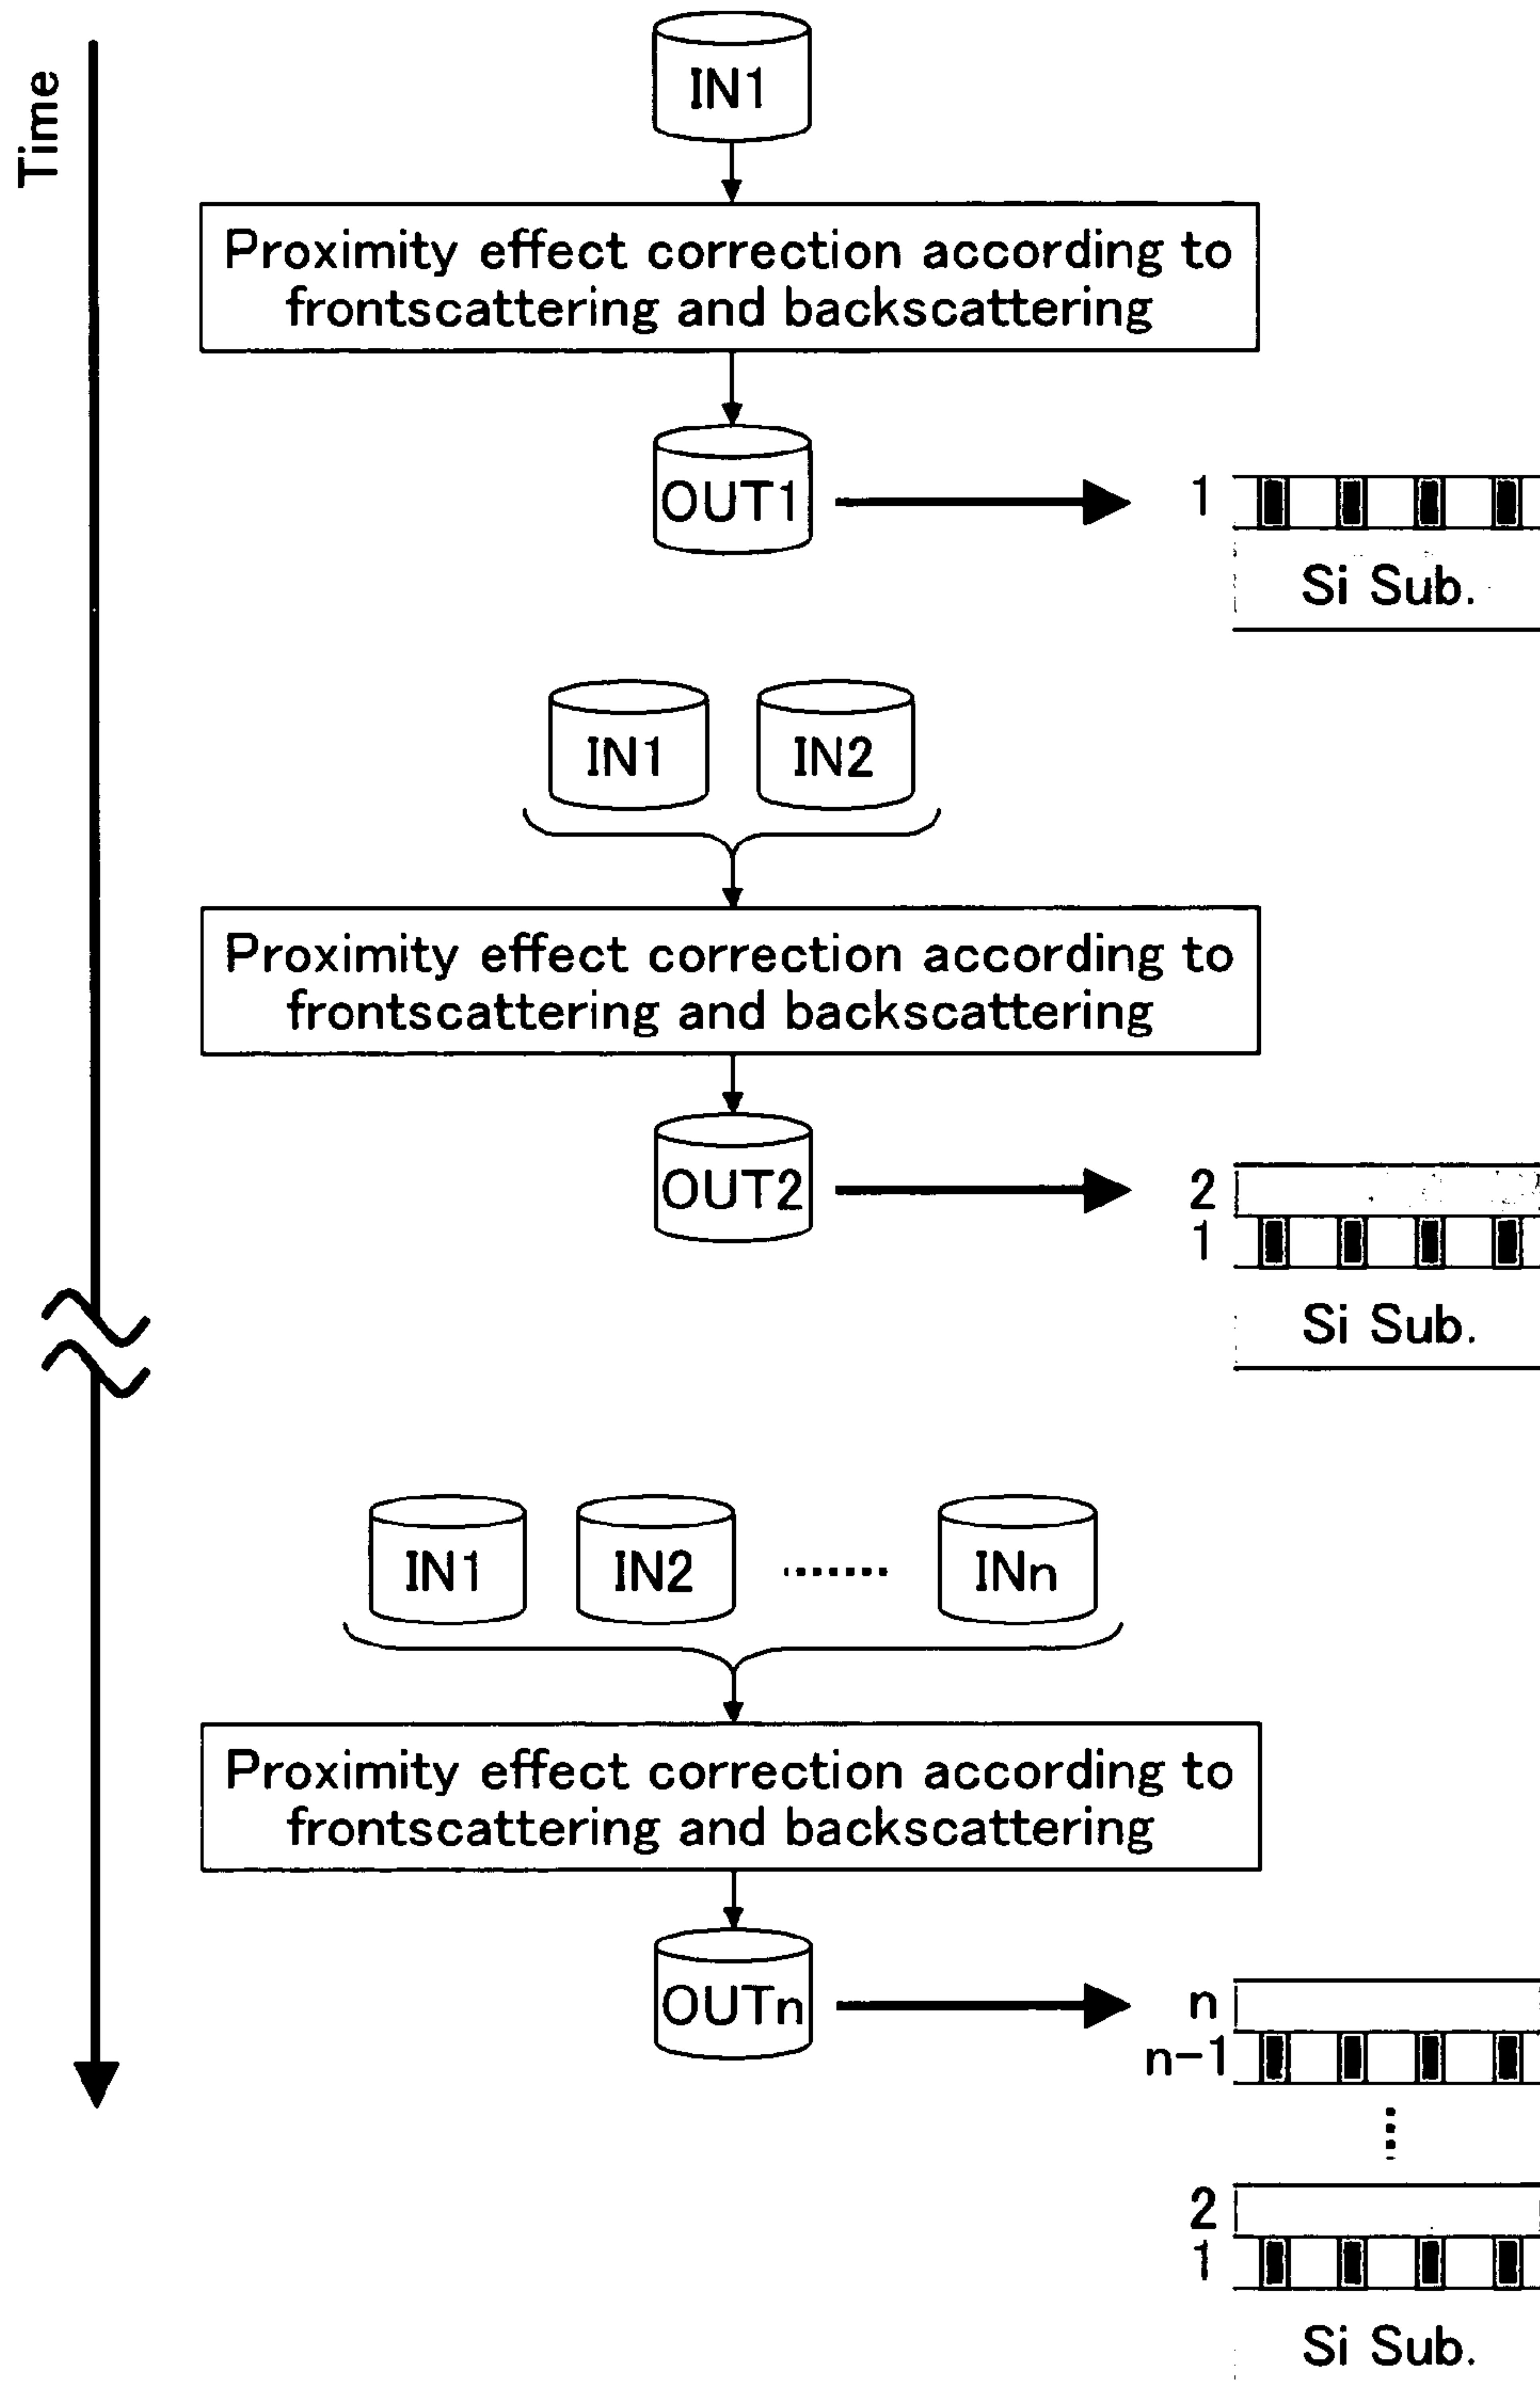 Time
IN1
Proximity effect correction according to
frontscattering and backscattering
OUT1
1
Si Sub.
IN1 IN2
Proximity effect correction according to
frontscattering and backscattering
OUT2
2
1
Si Sub.
IN1 IN2 ······· INn
Proximity effect correction according to
frontscattering and backscattering
OUTn
n
n-1
2
1
Si Sub.